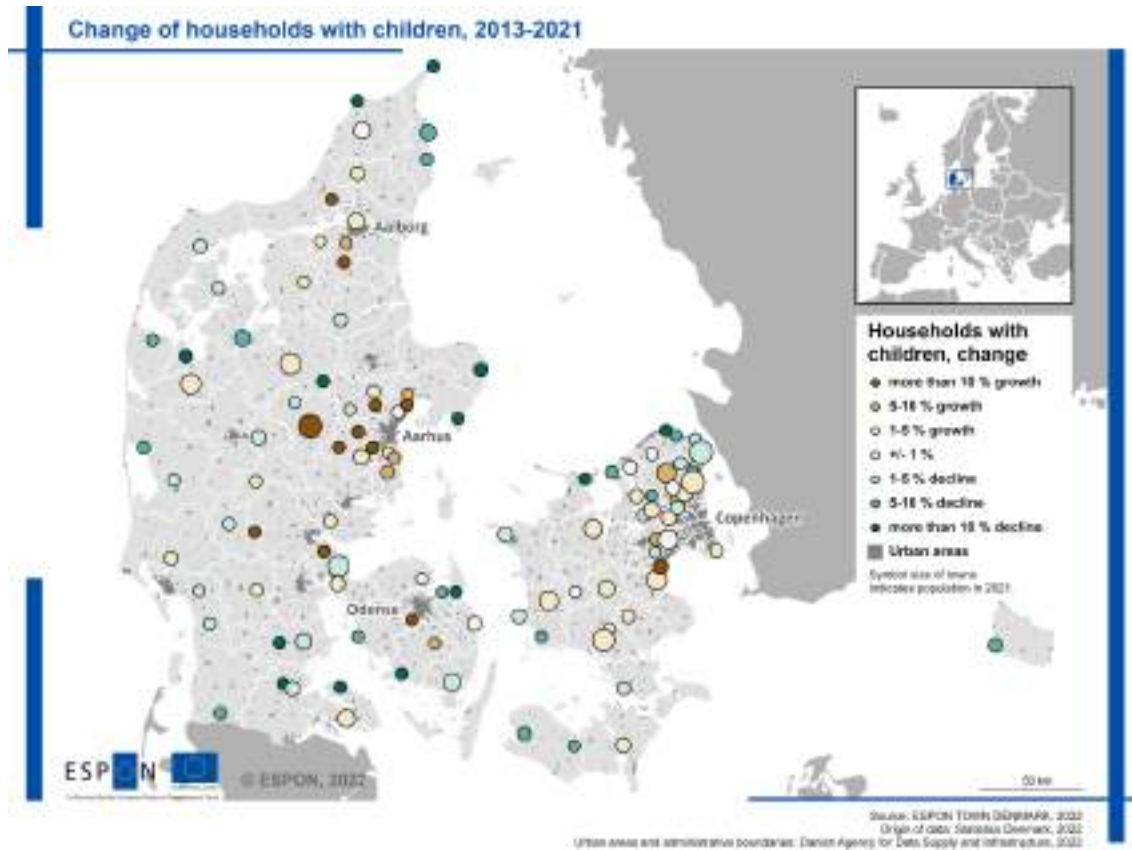 Change of households with children, 2013-2021
Aalborg
Aarhus
Copenhagen
Odense
Households with
children, change
more than 10 % growth
5-10 % growth
1-5 % growth
+/- 1 %
1-5 % decline
5-10 % decline
more than 10 % decline
Urban areas
Symbol size of towns
indicates population in 2021
ESPON
© ESPON, 2022
50 km
Source: ESPON TOWN DENMARK, 2022
Origin of data: Statistics Denmark, 2022
Urban areas and administrative boundaries: Danish Agency for Data Supply and Infrastructure, 2022